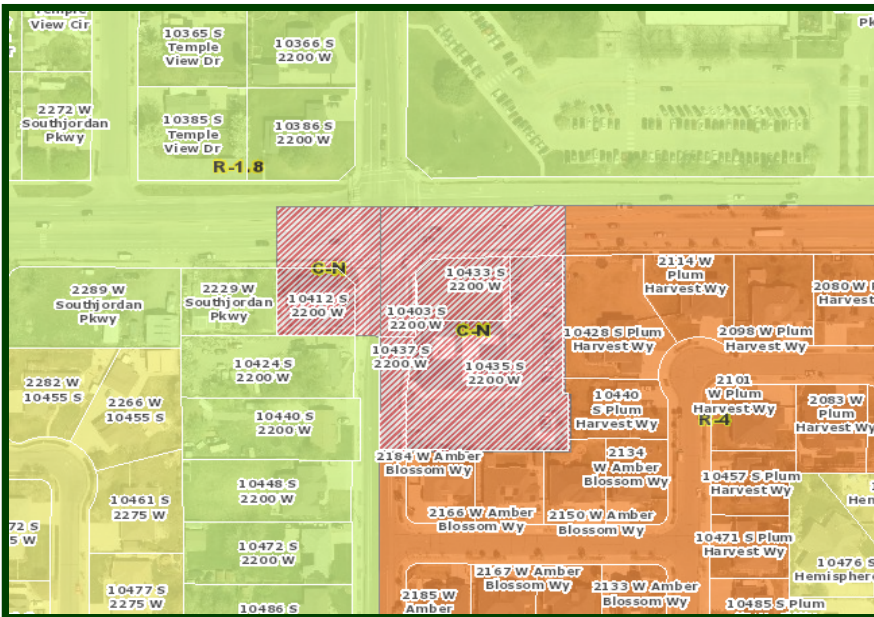 View Cir
Pk
10365 S
Temple
View Dr
10366 S
2200 W
2272 W
Southjordan
Pkwy
10385 S
Temple
View Dr
10386 S
2200 W
R-1.8
2289 W
Southjordan
Pkwy
2229 W
Southjordan
Pkwy
C-N
10412 S
2200 W
10433 S
2200 W
10403 S
2200 W
C-N
2114 W
Plum
Harvest Wy
2080 W
Harvest
10428 S Plum
Harvest Wy
2098 W Plum
Harvest Wy
10437 S
2200 W
10435 S
2200 W
10424 S
2200 W
2282 W
10455 S
2266 W
10455 S
10440 S
2200 W
10440
S Plum
Harvest Wy
2101
W Plum
Harvest Wy
R-4
2083 W
Plum
Harvest Wy
2184 W Amber
Blossom Wy
2134
W Amber
Blossom Wy
10448 S
2200 W
10457 S Plum
Harvest Wy
10461 S
2275 W
2166 W Amber
Blossom Wy
2150 W Amber
Blossom Wy
72 S
5 W
10472 S
2200 W
10471 S Plum
Harvest Wy
10476 S
Hemisphere
10477 S
2275 W
2167 W Amber
Blossom Wy
2185 W
Amber
2133 W Amber
Blossom Wy
10486 S
10485 S Plum